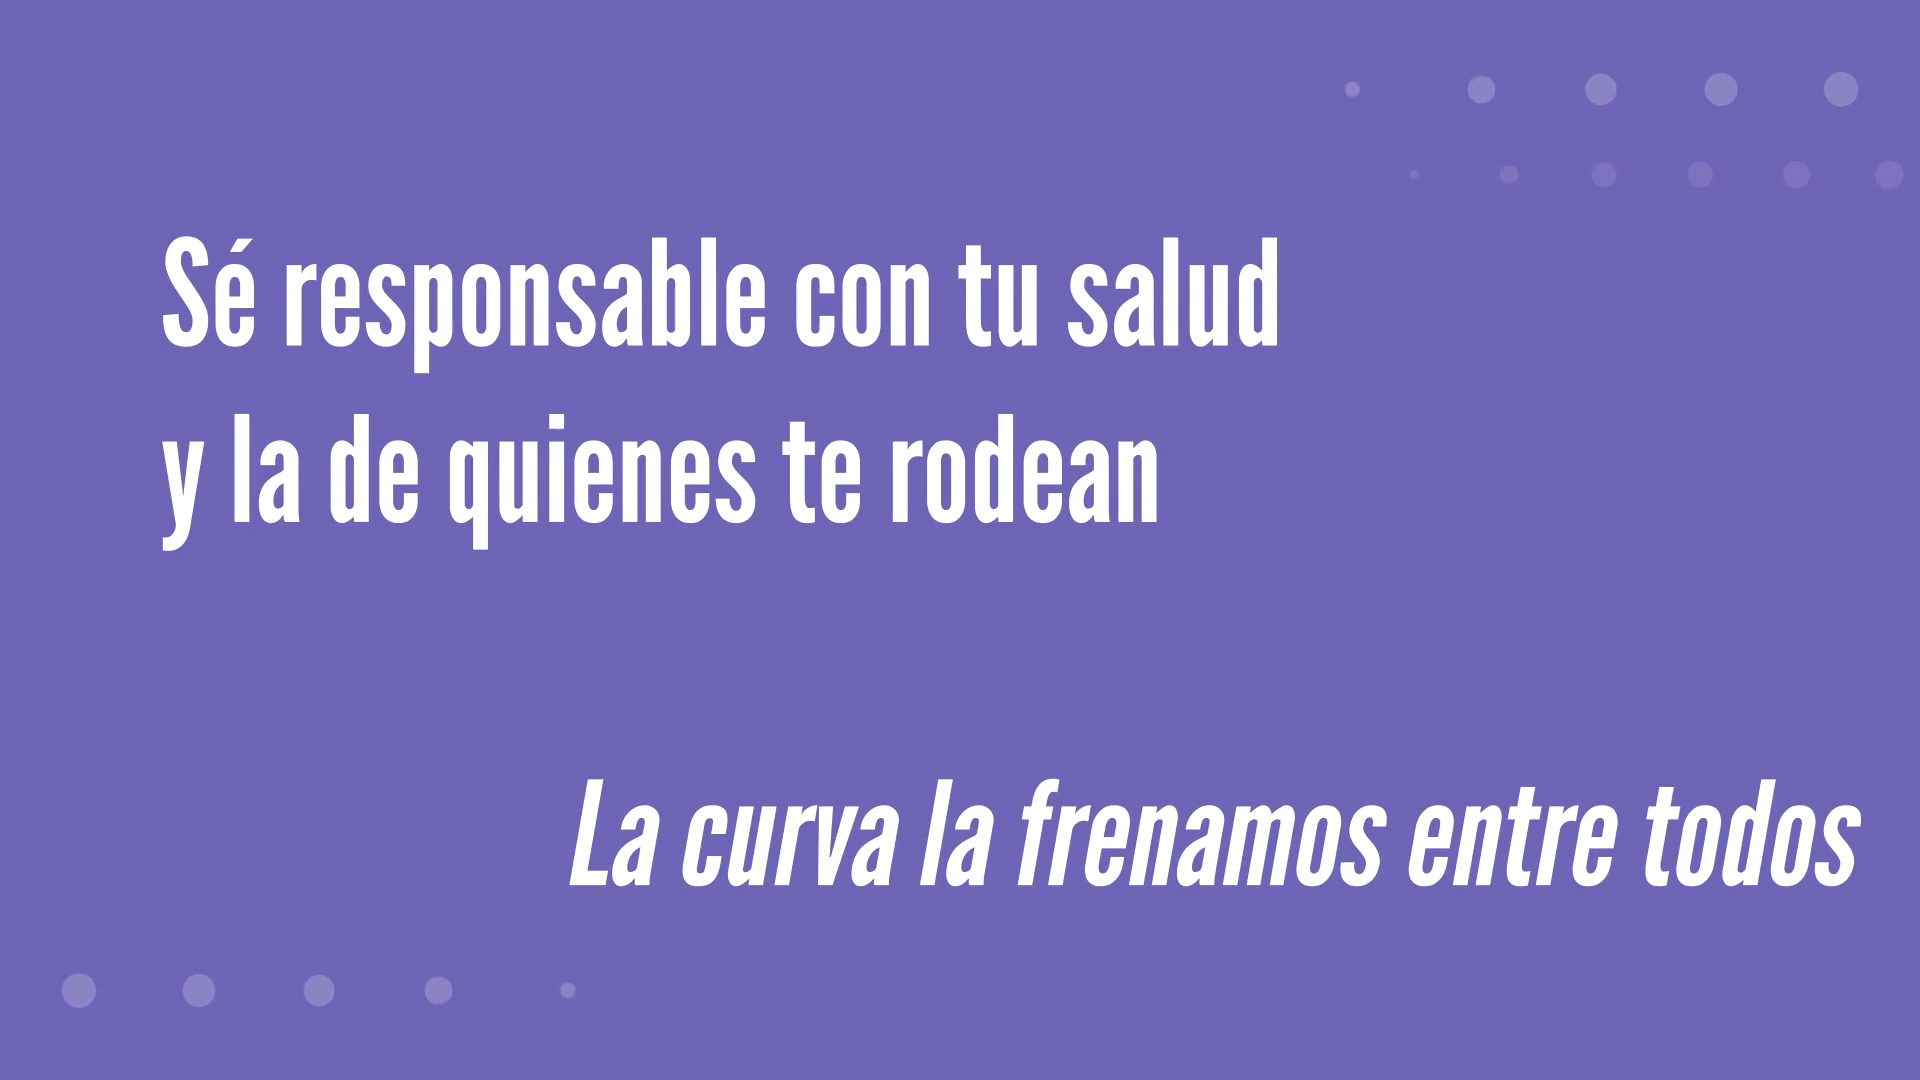 Sé responsable con tu salud
y la de quienes te rodean
La curva la frenamos entre todos